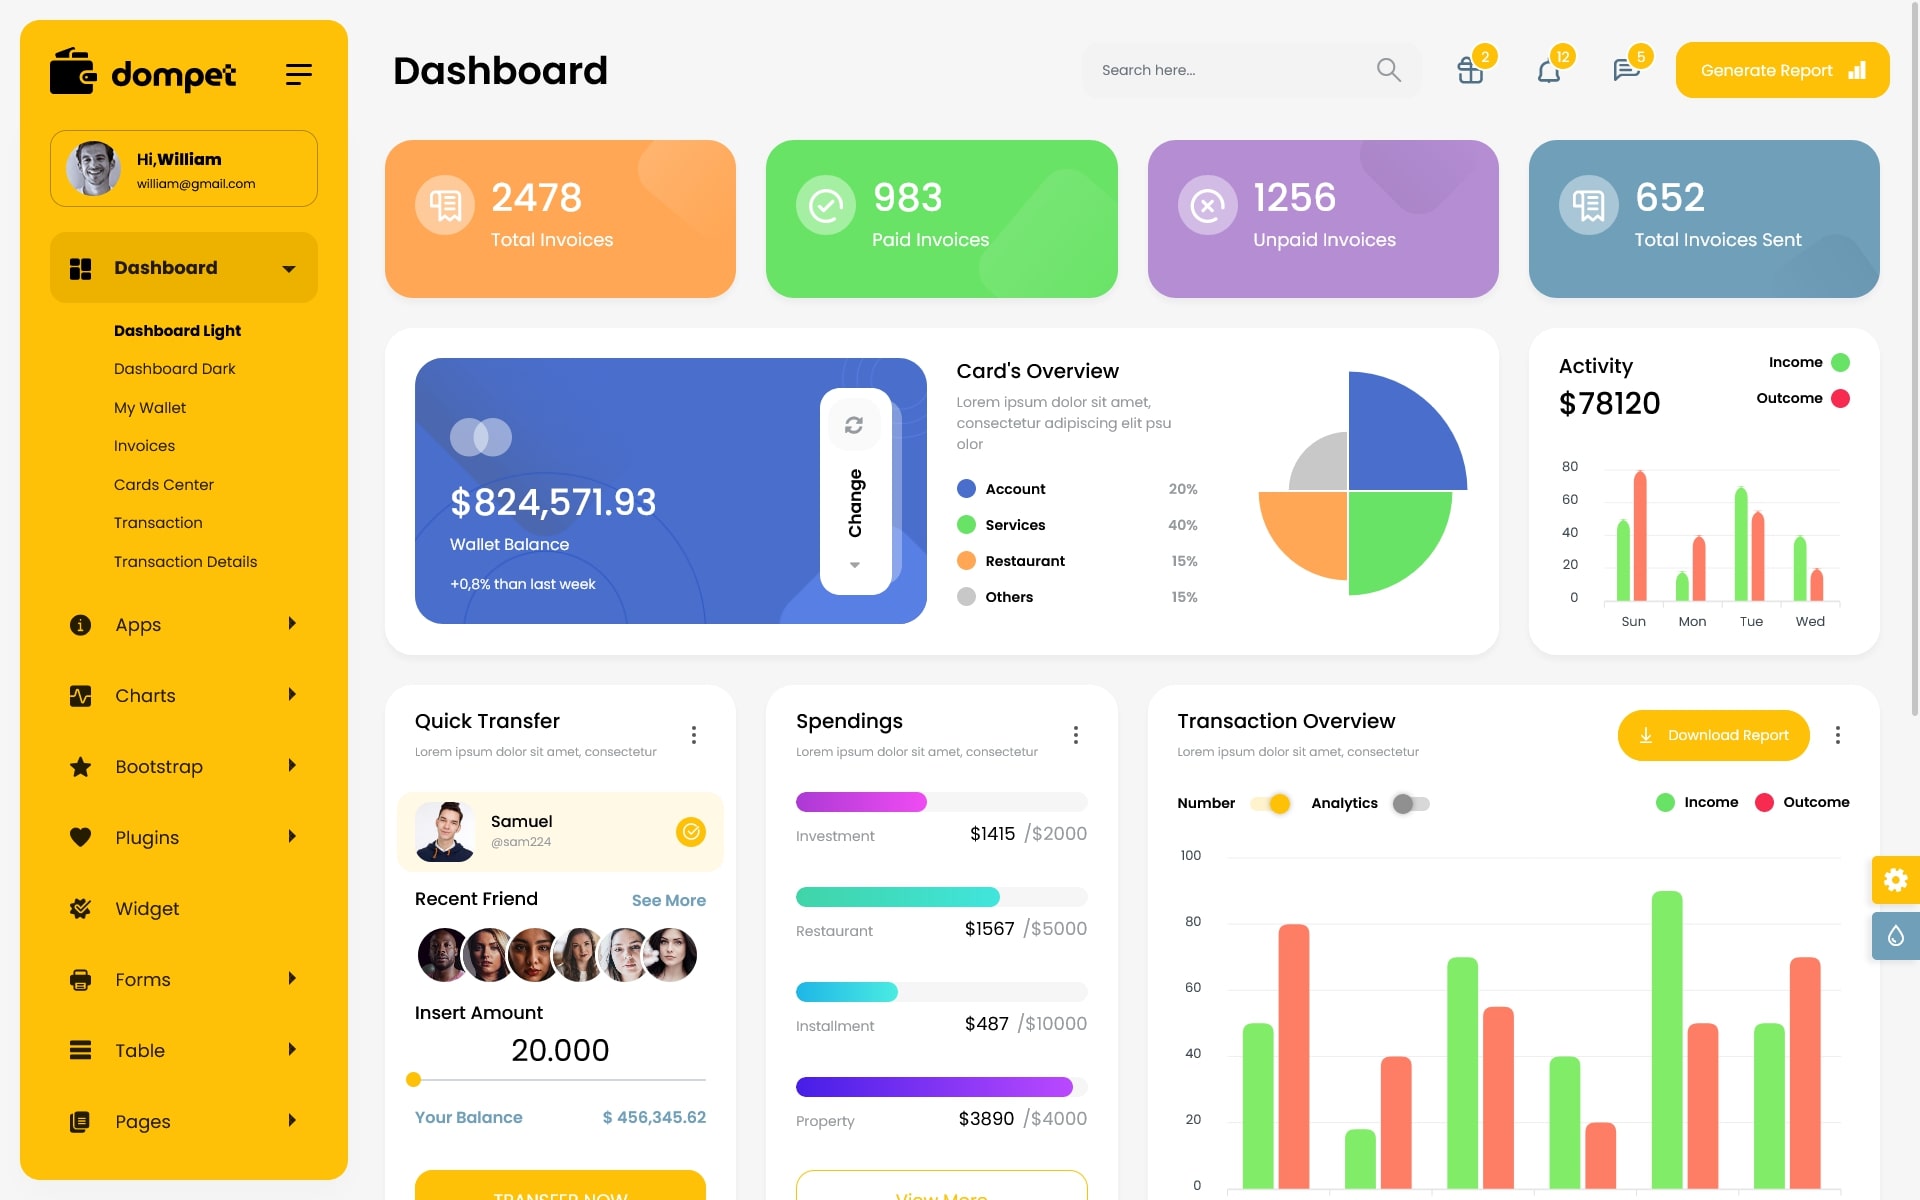 dompet
Hi,William
william@gmail.com
Dashboard
Dashboard Light
Dashboard Dark
My Wallet
Invoices
Cards Center
Transaction
Transaction Details
Apps
Charts
Bootstrap
Plugins
Widget
Forms
Table
Pages
Dashboard
Search here...
2
12
5
Generate Report
2478
Total Invoices
983
Paid Invoices
1256
Unpaid Invoices
652
Total Invoices Sent
$824,571.93
Wallet Balance
+0,8% than last week
Change
Card's Overview
Lorem ipsum dolor sit amet,
consectetur adipiscing elit psu
olor
Account 20%
Services 40%
Restaurant 15%
Others 15%
Activity
$78120
Income
Outcome
80
60
40
20
0
Sun Mon Tue Wed
Quick Transfer
Lorem ipsum dolor sit amet, consectetur
Samuel
@sam224
Recent Friend See More
Insert Amount
20.000
Your Balance $ 456,345.62
TRANSFER NOW
Spendings
Lorem ipsum dolor sit amet, consectetur
Investment $1415 /$2000
Restaurant $1567 /$5000
Installment $487 /$10000
Property $3890 /$4000
View More
Transaction Overview
Lorem ipsum dolor sit amet, consectetur
Download Report
Number Analytics Income Outcome
100
80
60
40
20
0